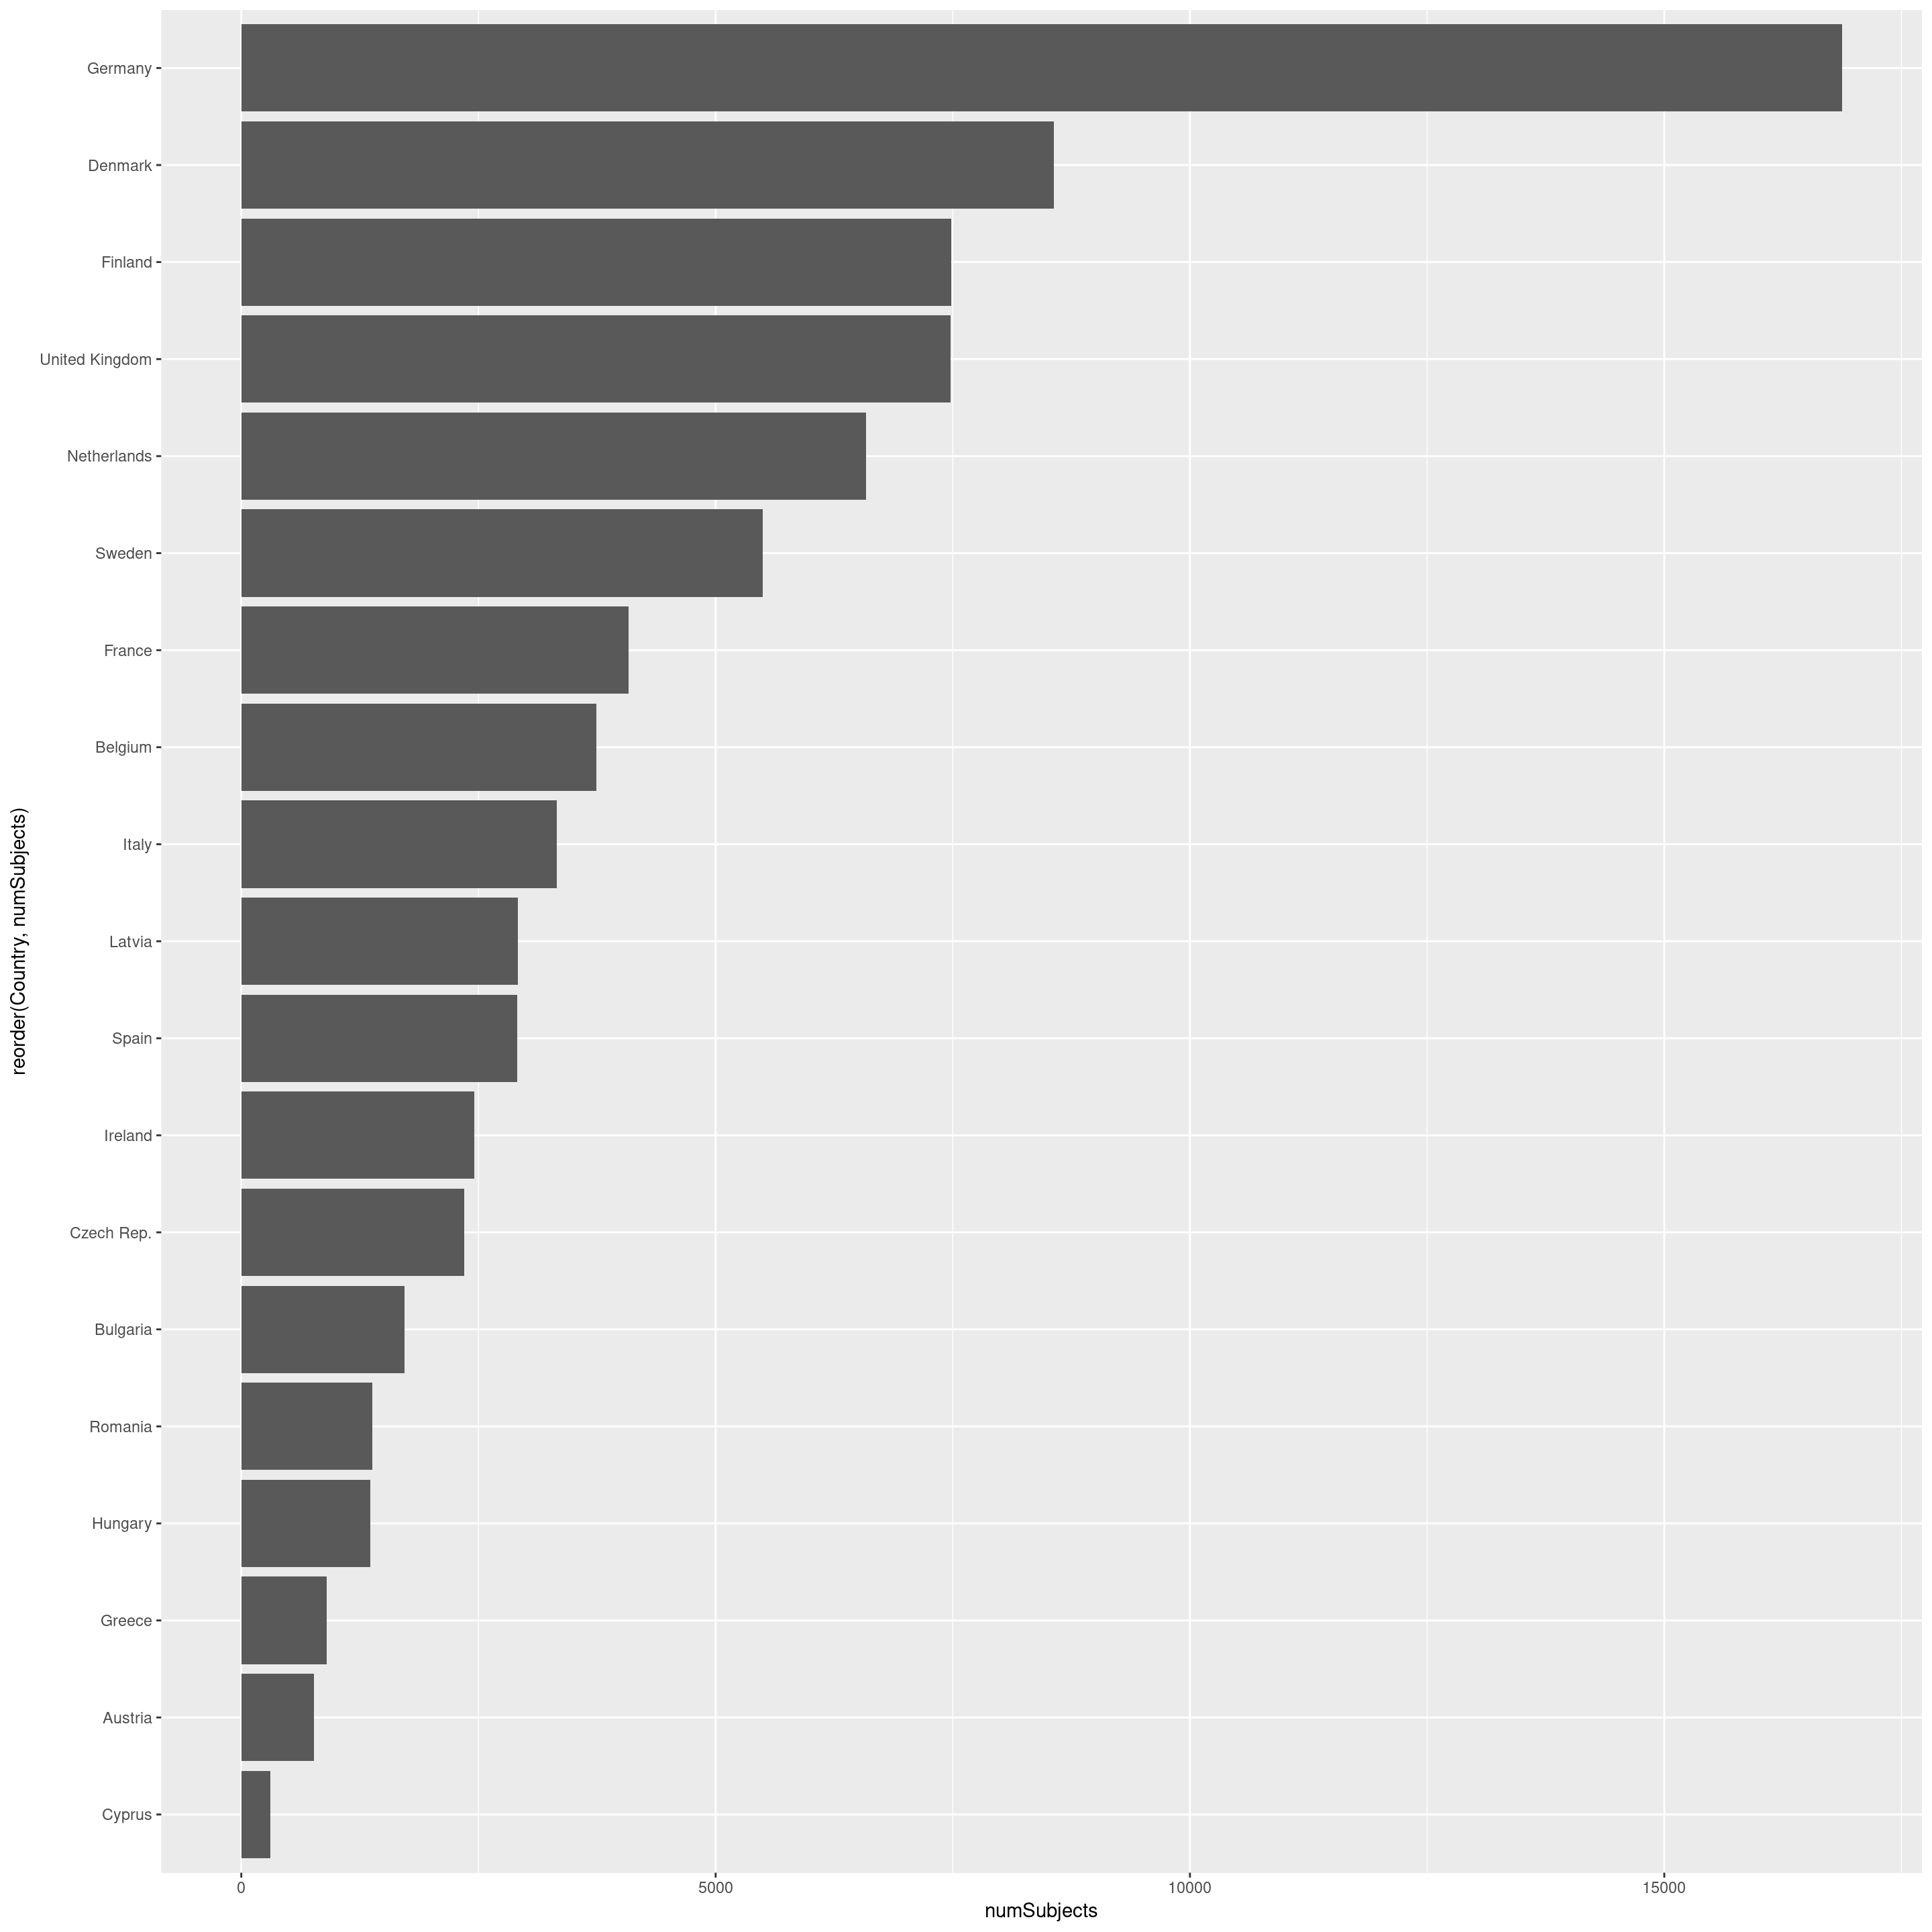 reorder(Country, numSubjects)
Germany
Denmark
Finland
United Kingdom
Netherlands
Sweden
France
Belgium
Italy
Latvia
Spain
Ireland
Czech Rep.
Bulgaria
Romania
Hungary
Greece
Austria
Cyprus
0 5000 10000 15000
numSubjects